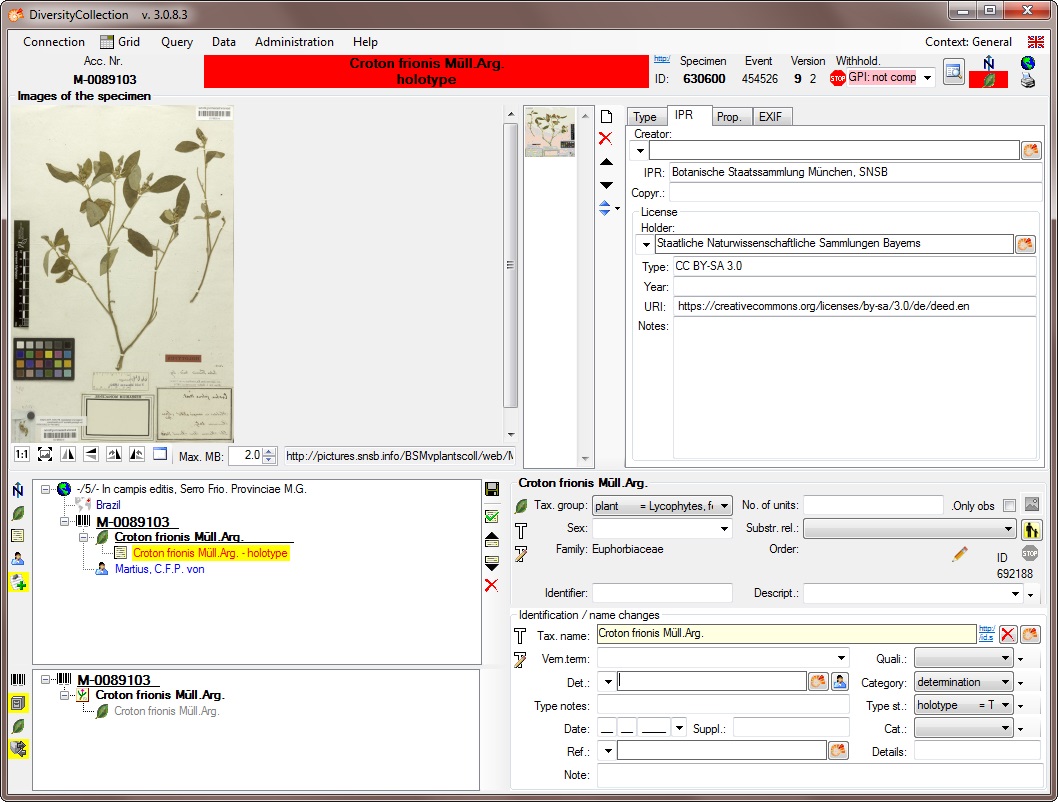 DiversityCollection v. 3.0.8.3
Connection Grid Query Data Administration Help Context: General
Acc. Nr.
M-0089103
Croton frionis Müll.Arg.
holotype
http:/ Specimen Event Version Withhold.
ID: 630600 454526 9 2 STOP GPI: not comp
Images of the specimen
Type IPR Prop. EXIF
Creator:
IPR: Botanische Staatssammlung München, SNSB
Copyr.:
License
Holder:
Staatliche Naturwissenschaftliche Sammlungen Bayerns
Type: CC BY-SA 3.0
Year:
URI: https://creativecommons.org/licenses/by-sa/3.0/de/deed.en
Notes:
1:1 Max. MB: 2.0 http://pictures.snsb.info/BSMvplantscoll/web/M
-/5/- In campis editis, Serro Frio. Provinciae M.G.
Brazil
M-0089103
Croton frionis Müll.Arg.
Croton frionis Müll.Arg. - holotype
Martius, C.F.P. von
M-0089103
Croton frionis Müll.Arg.
Croton frionis Müll.Arg.
Croton frionis Müll.Arg.
Tax. group: plant = Lycophytes, fe No. of units: Only obs
Sex: Substr. rel.:
Family: Euphorbiaceae Order: ID STOP
692188
Identifier: Descript.:
Identification / name changes
Tax. name: Croton frionis Müll.Arg. http:/
/id.s
Vern.term: Quali.:
Det.: Category: determination
Type notes: Type st.: holotype = T
Date: Suppl.: Cat.:
Ref.: Details:
Note: